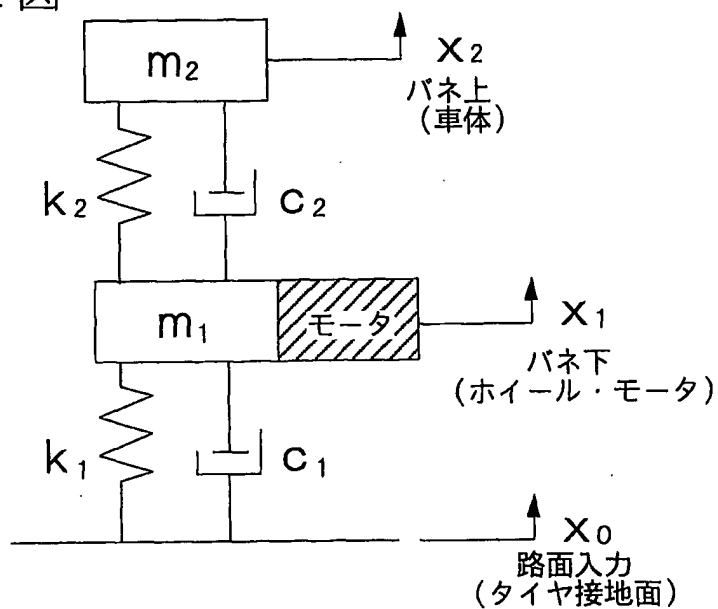 図
m₂
x₂
バネ上
(車体)
k₂
c₂
m₁
モータ
x₁
バネ下
(ホイール・モータ)
k₁
c₁
x₀
路面入力
(タイヤ接地面)